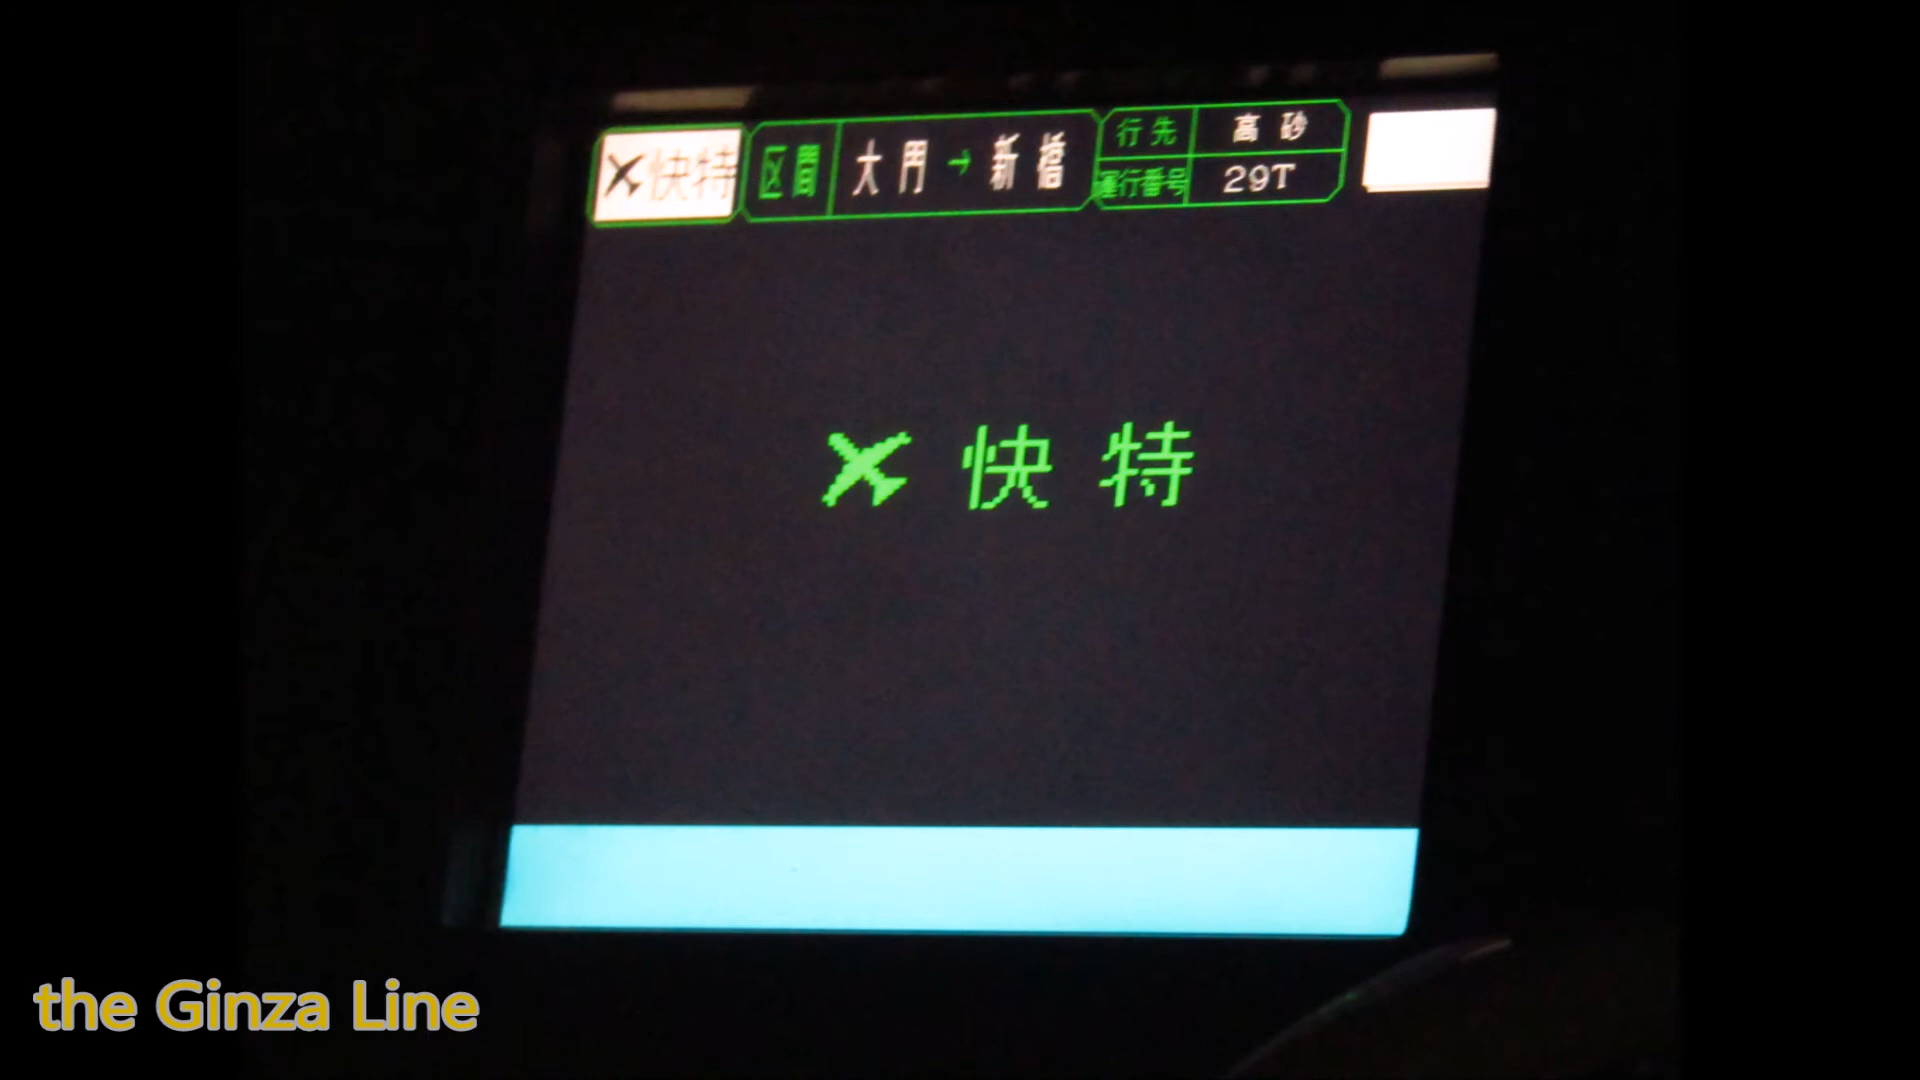 快特
区間 大門→新橋
行先 高砂
運行番号 29T
快特
the Ginza Line